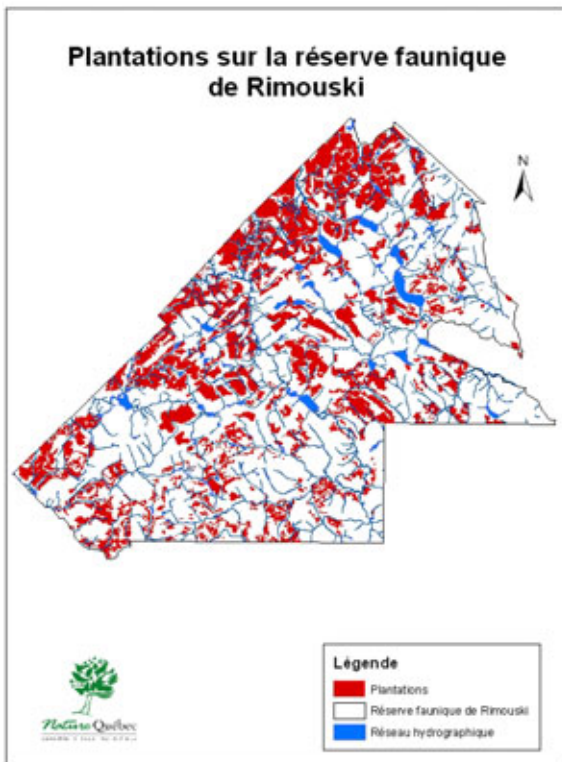 Plantations sur la réserve faunique
de Rimouski
N
Légende
Plantations
Réserve faunique de Rimouski
Réseau hydrographique
Nature Québec